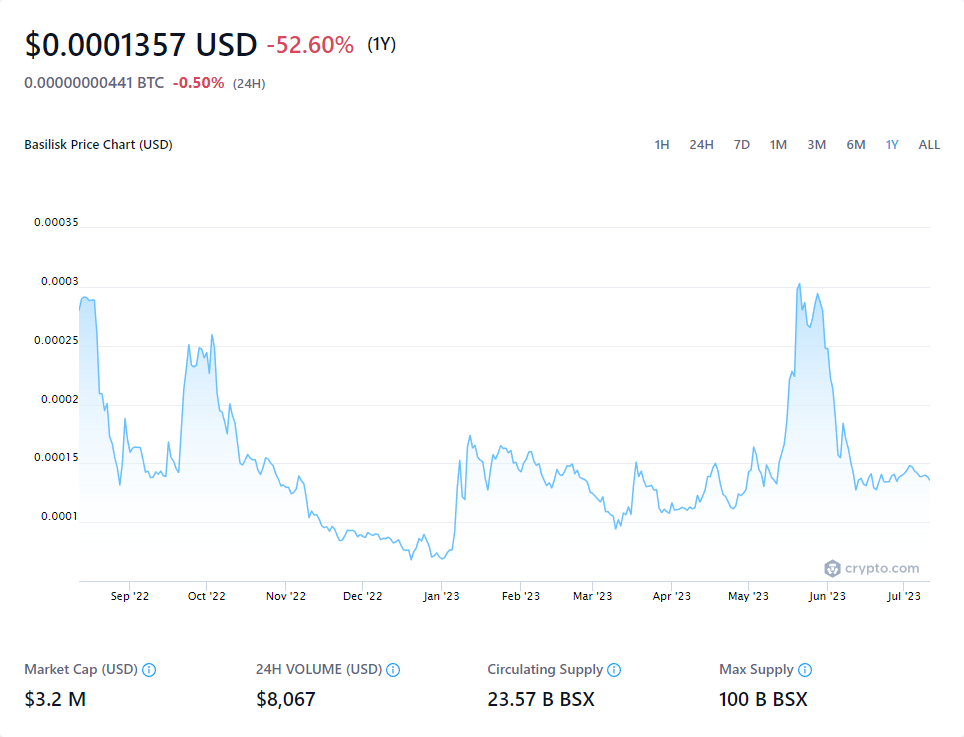 $0.0001357 USD -52.60% (1Y)
0.00000000441 BTC -0.50% (24H)
Basilisk Price Chart (USD) 1H 24H 7D 1M 3M 6M 1Y ALL
0.00035
0.0003
0.00025
0.0002
0.00015
0.0001
crypto.com
Sep '22 Oct '22 Nov '22 Dec '22 Jan '23 Feb '23 Mar '23 Apr '23 May '23 Jun '23 Jul '23
Market Cap (USD) 24H VOLUME (USD) Circulating Supply Max Supply
$3.2 M $8,067 23.57 B BSX 100 B BSX